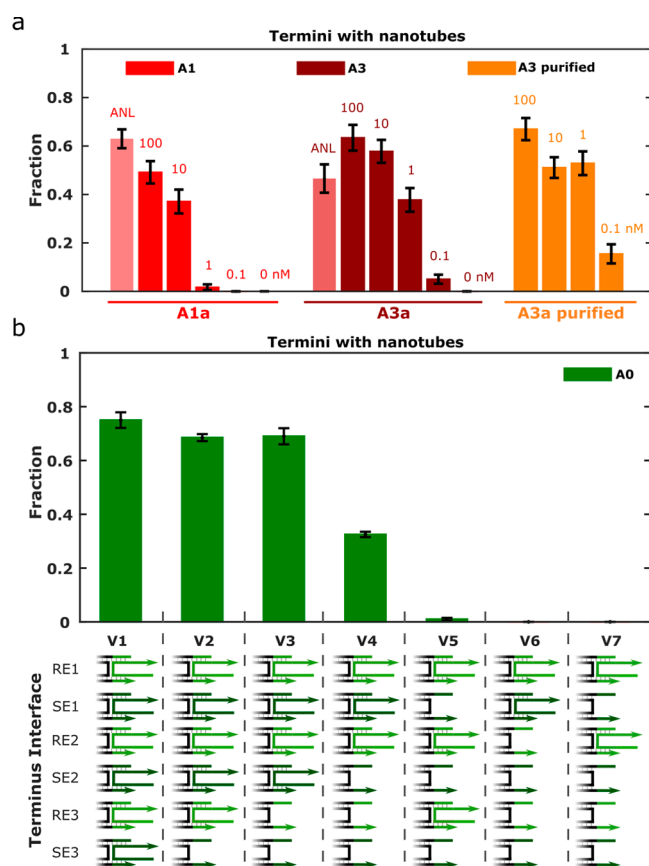 a
Termini with nanotubes
A1 A3 A3 purified
Fraction
1
0.8
0.6
0.4
0.2
0
ANL 100 10 1 0.1 0 nM
ANL 100 10 1 0.1 0 nM
100 10 1 0.1 nM
A1a A3a A3a purified
b
Termini with nanotubes
A0
Fraction
1
0.8
0.6
0.4
0.2
0
V1 V2 V3 V4 V5 V6 V7
Terminus Interface
RE1
SE1
RE2
SE2
RE3
SE3